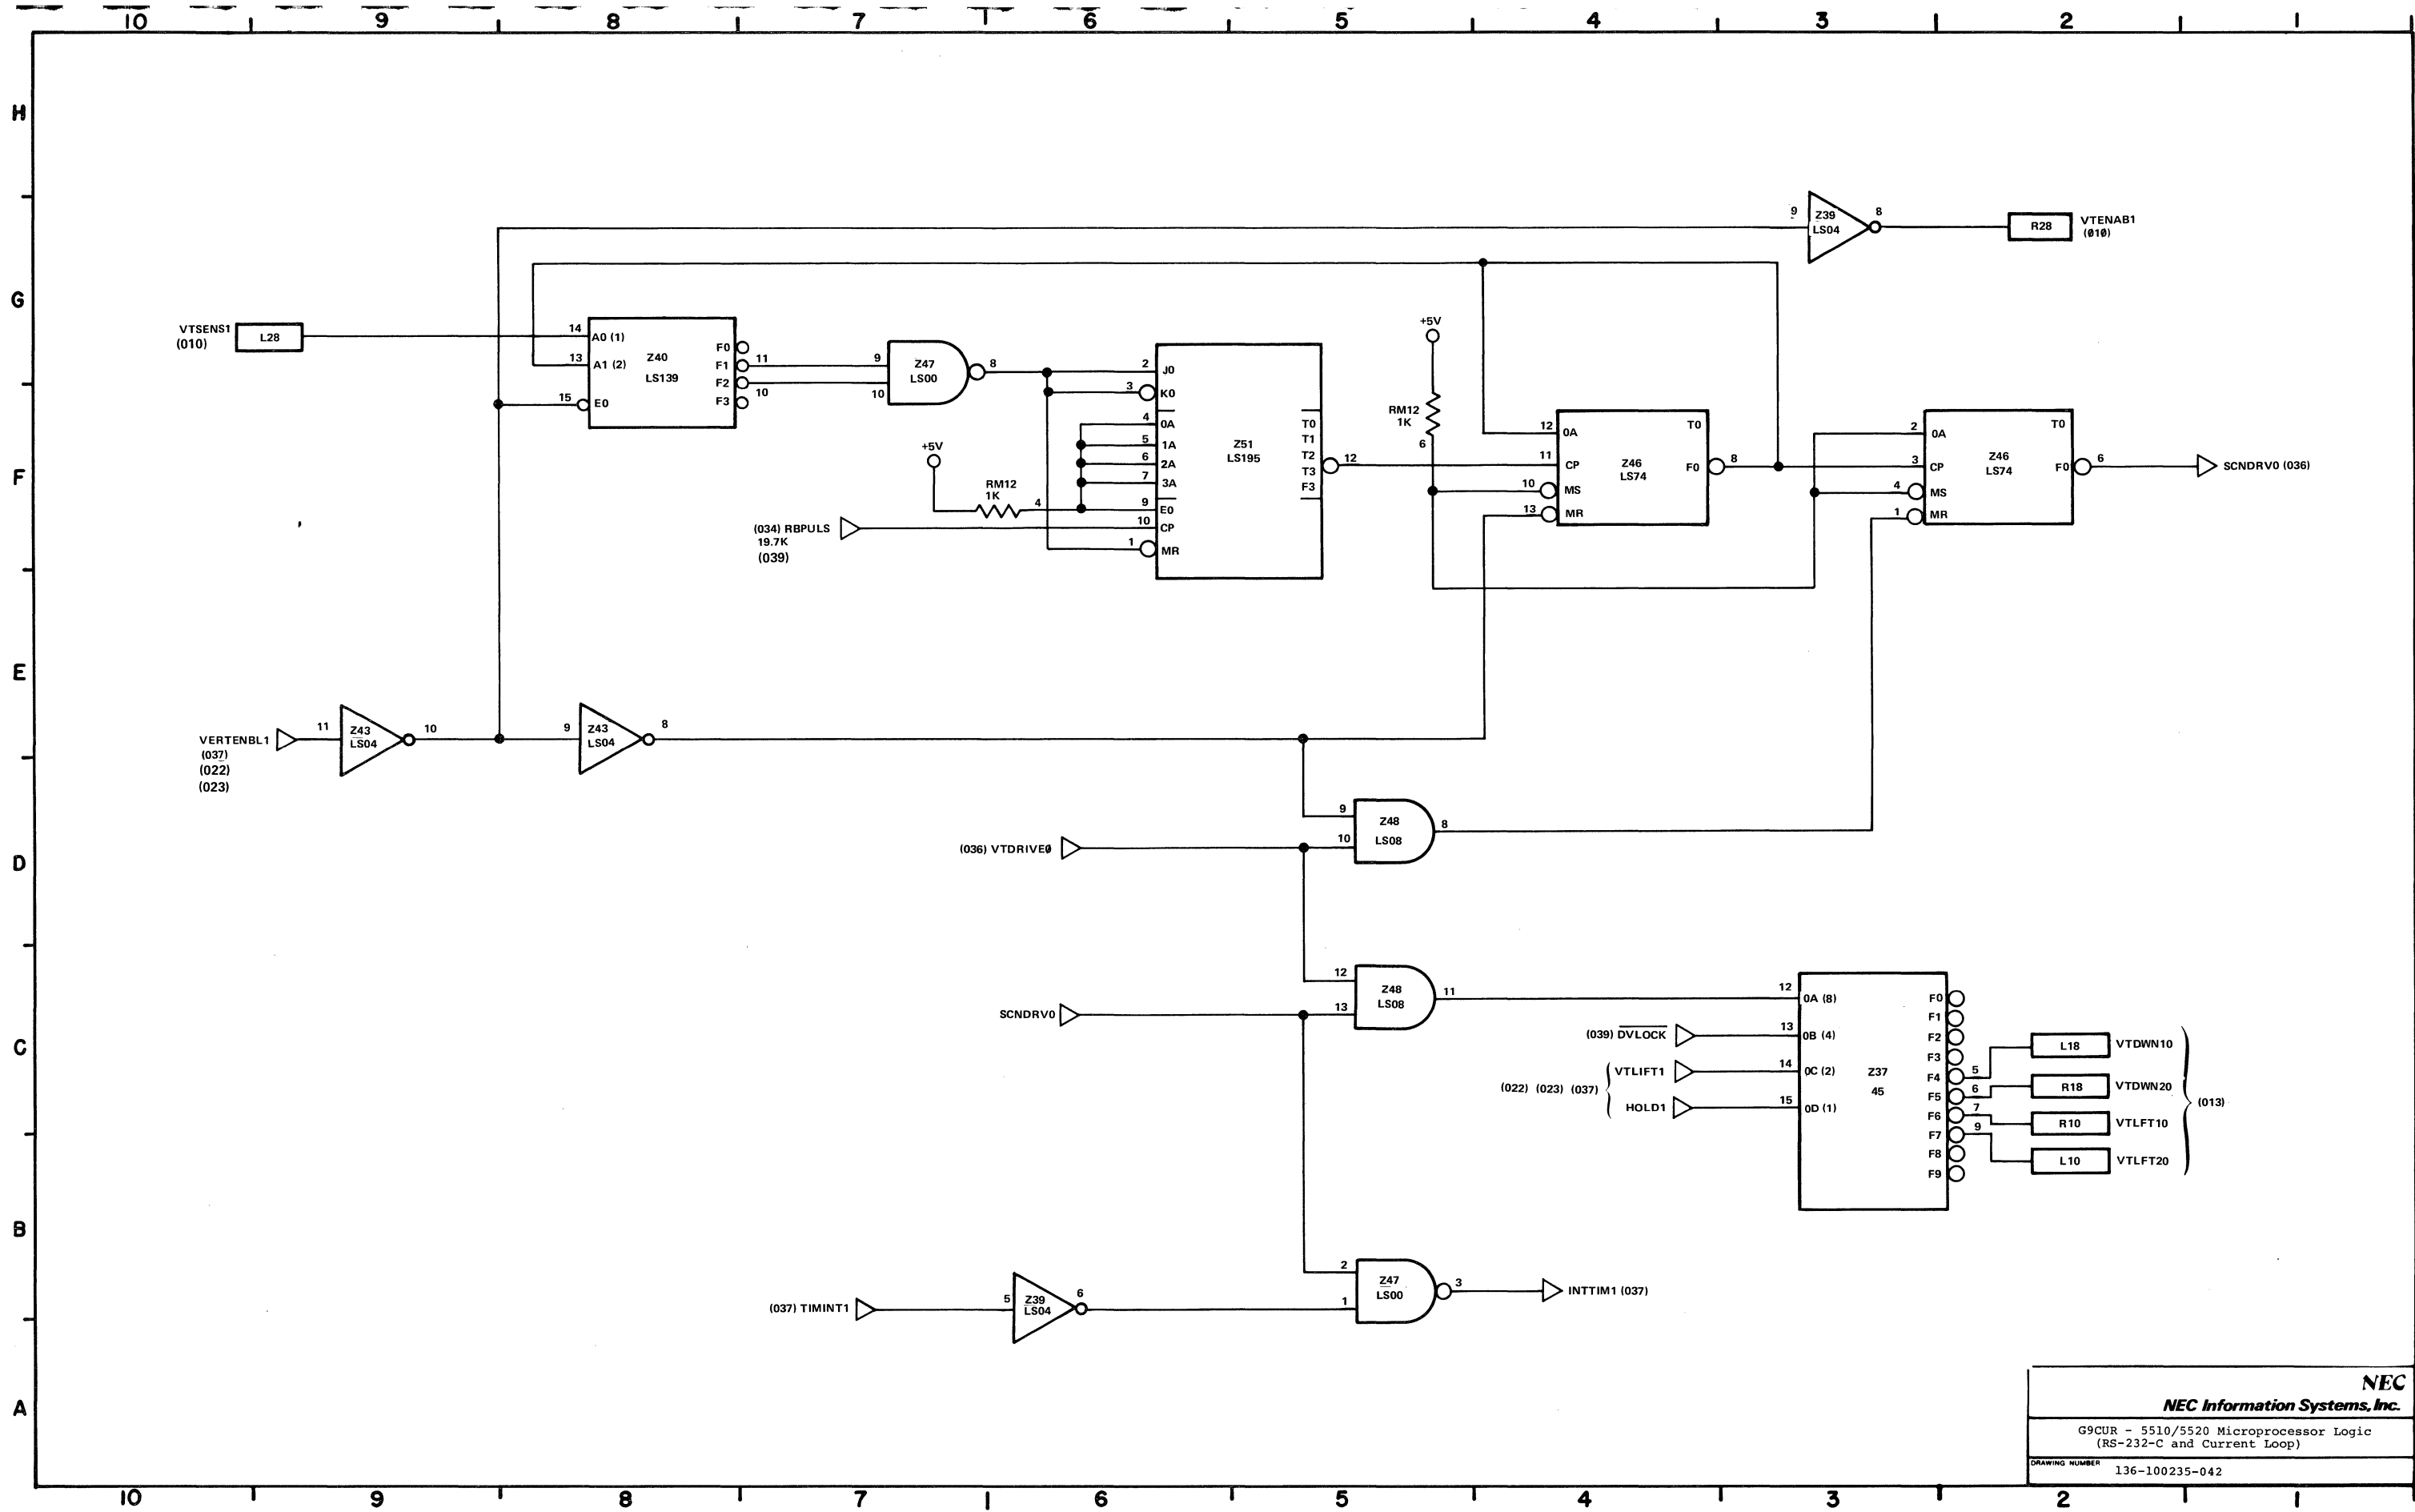 10 9 8 7 6 5 4 3 2 1
H
G
F
E
D
C
B
A
9 Z39 LS04 8
R28
VTENAB1
(010)
VTSENS1
(010)
L28
14
13
15
A0 (1)
A1 (2)
E0
Z40
LS139
F0
F1
F2
F3
11
10
9
10
Z47
LS00
8
2
3
4
5
6
7
9
10
1
J0
K0
0A
1A
2A
3A
E0
CP
MR
Z51
LS195
T0
T1
T2
T3
F3
12
+5V
RM12
1K
4
(034) RBPULS
19.7K
(039)
+5V
RM12
1K
6
12
11
10
13
0A
CP
MS
MR
Z46
LS74
T0
F0
8
2
3
4
1
0A
CP
MS
MR
Z46
LS74
T0
F0
6
SCNDRV0 (036)
VERTENBL1
(037)
(022)
(023)
11
Z43
LS04
10
9
Z43
LS04
8
9
10
Z48
LS08
8
(036) VTDRIVE0
12
13
Z48
LS08
11
SCNDRV0
(039) DVLOCK
(022) (023) (037)
VTLIFT1
HOLD1
12
13
14
15
0A (8)
0B (4)
0C (2)
0D (1)
Z37
45
F0
F1
F2
F3
F4
F5
F6
F7
F8
F9
5
6
7
9
L18 VTDWN10
R18 VTDWN20
R10 VTLFT10
L10 VTLFT20
(013)
(037) TIMINT1
5
Z39
LS04
6
2
1
Z47
LS00
3
INTTIM1 (037)
NEC
NEC Information Systems, Inc.
G9CUR - 5510/5520 Microprocessor Logic
(RS-232-C and Current Loop)
DRAWING NUMBER
136-100235-042
10 9 8 7 6 5 4 3 2 1